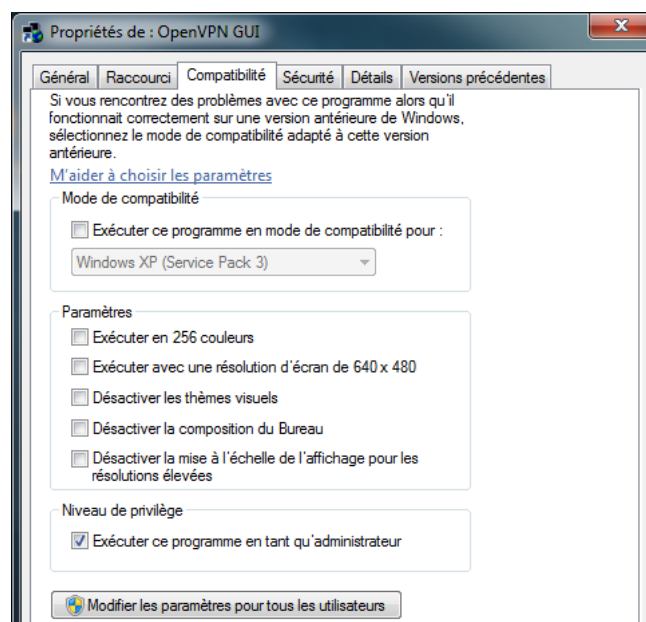 Propriétés de : OpenVPN GUI
Général Raccourci Compatibilité Sécurité Détails Versions précédentes
Si vous rencontrez des problèmes avec ce programme alors qu'il
fonctionnait correctement sur une version antérieure de Windows,
sélectionnez le mode de compatibilité adapté à cette version
antérieure.
M'aider à choisir les paramètres
Mode de compatibilité
Exécuter ce programme en mode de compatibilité pour :
Windows XP (Service Pack 3)
Paramètres
Exécuter en 256 couleurs
Exécuter avec une résolution d'écran de 640 x 480
Désactiver les thèmes visuels
Désactiver la composition du Bureau
Désactiver la mise à l'échelle de l'affichage pour les
résolutions élevées
Niveau de privilège
Exécuter ce programme en tant qu'administrateur
Modifier les paramètres pour tous les utilisateurs